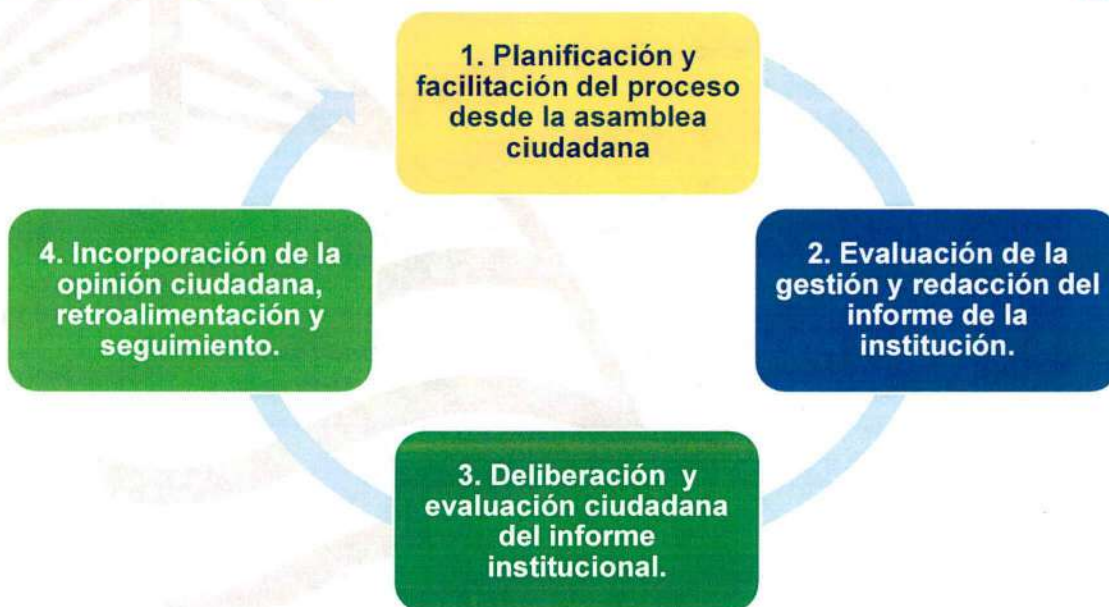 1. Planificación y
facilitación del proceso
desde la asamblea
ciudadana
2. Evaluación de la
gestión y redacción del
informe de la
institución.
3. Deliberación y
evaluación ciudadana
del informe
institucional.
4. Incorporación de la
opinión ciudadana,
retroalimentación y
seguimiento.